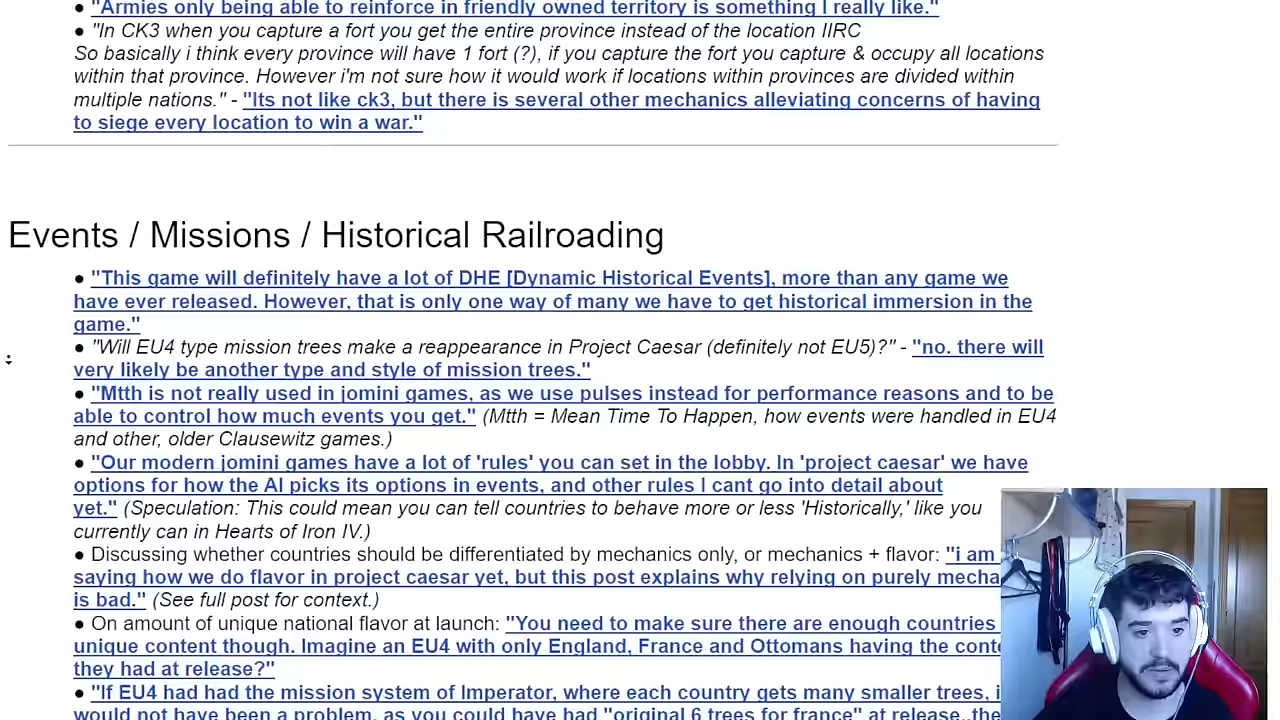 ● "Armies only being able to reinforce in friendly owned territory is something I really like."
● "In CK3 when you capture a fort you get the entire province instead of the location IIRC
So basically i think every province will have 1 fort (?), if you capture the fort you capture & occupy all locations
within that province. However i'm not sure how it would work if locations within provinces are divided within
multiple nations." - "Its not like ck3, but there is several other mechanics alleviating concerns of having
to siege every location to win a war."
Events / Missions / Historical Railroading
● "This game will definitely have a lot of DHE [Dynamic Historical Events], more than any game we
have ever released. However, that is only one way of many we have to get historical immersion in the
game."
● "Will EU4 type mission trees make a reappearance in Project Caesar (definitely not EU5)?" - "no. there will
very likely be another type and style of mission trees."
● "Mtth is not really used in jomini games, as we use pulses instead for performance reasons and to be
able to control how much events you get." (Mtth = Mean Time To Happen, how events were handled in EU4
and other, older Clausewitz games.)
● "Our modern jomini games have a lot of 'rules' you can set in the lobby. In 'project caesar' we have
options for how the AI picks its options in events, and other rules I cant go into detail about
yet." (Speculation: This could mean you can tell countries to behave more or less 'Historically,' like you
currently can in Hearts of Iron IV.)
● Discussing whether countries should be differentiated by mechanics only, or mechanics + flavor: "i am
saying how we do flavor in project caesar yet, but this post explains why relying on purely mecha
is bad." (See full post for context.)
● On amount of unique national flavor at launch: "You need to make sure there are enough countries
unique content though. Imagine an EU4 with only England, France and Ottomans having the conte
they had at release?"
● "If EU4 had had the mission system of Imperator, where each country gets many smaller trees, i
would not have been a problem, as you could have had "original 6 trees for france" at release..the